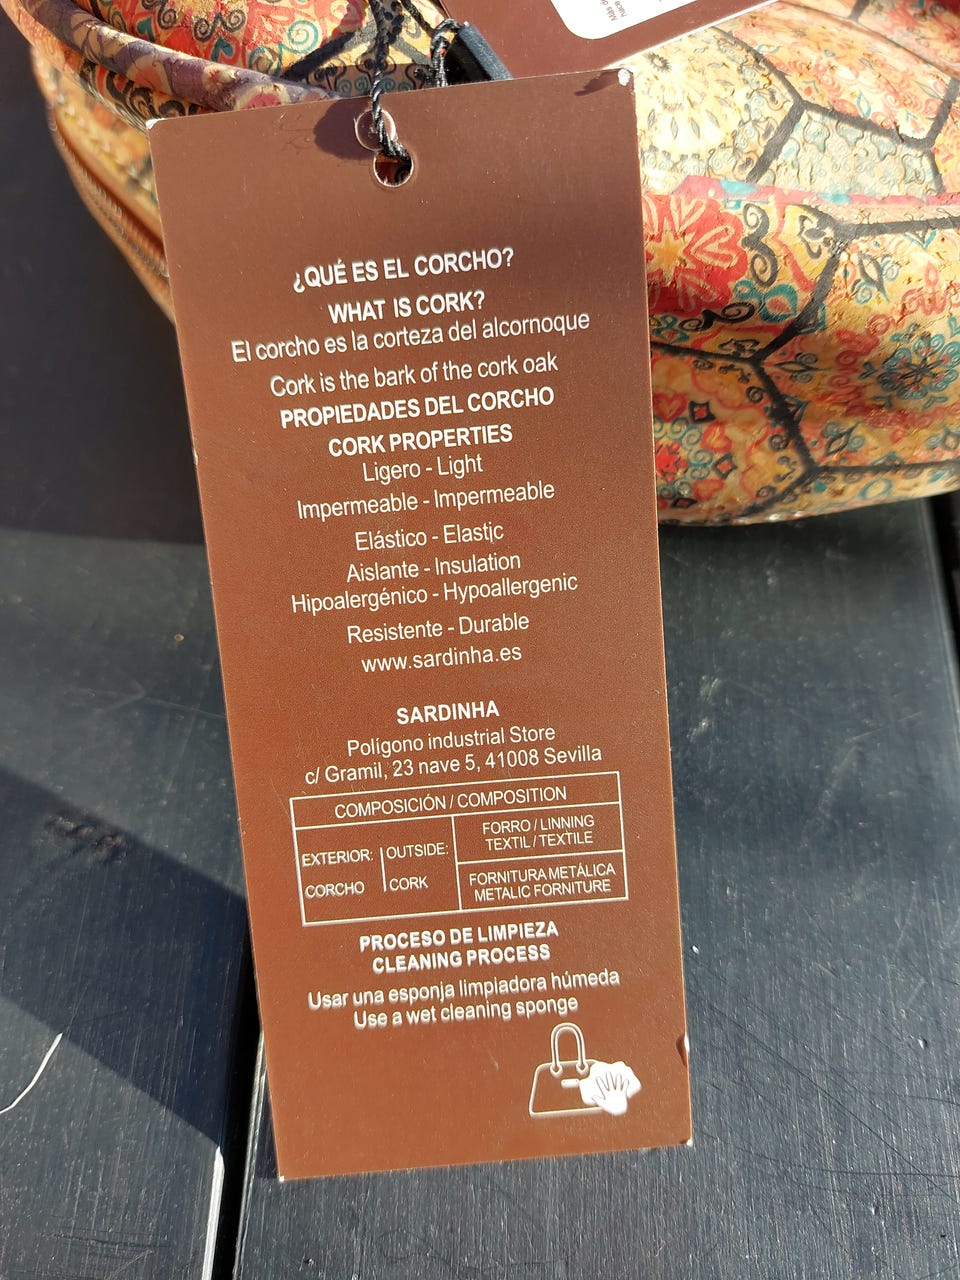 ¿QUÉ ES EL CORCHO?
WHAT IS CORK?
El corcho es la corteza del alcornoque
Cork is the bark of the cork oak
PROPIEDADES DEL CORCHO
CORK PROPERTIES
Ligero - Light
Impermeable - Impermeable
Elástico - Elastic
Aislante - Insulation
Hipoalergénico - Hypoallergenic
Resistente - Durable
www.sardinha.es
SARDINHA
Polígono industrial Store
c/ Gramil, 23 nave 5, 41008 Sevilla
COMPOSICIÓN / COMPOSITION
EXTERIOR: OUTSIDE:
CORCHO CORK
FORRO / LINNING
TEXTIL / TEXTILE
FORNITURA METÁLICA
METALIC FORNITURE
PROCESO DE LIMPIEZA
CLEANING PROCESS
Usar una esponja limpiadora húmeda
Use a wet cleaning sponge